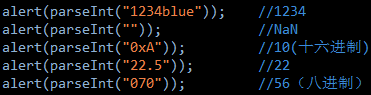 alert(parseInt("1234blue"));    //1234
alert(parseInt(""));            //NaN
alert(parseInt("0xA"));         //10(十六进制)
alert(parseInt("22.5"));        //22
alert(parseInt("070"));         //56（八进制）